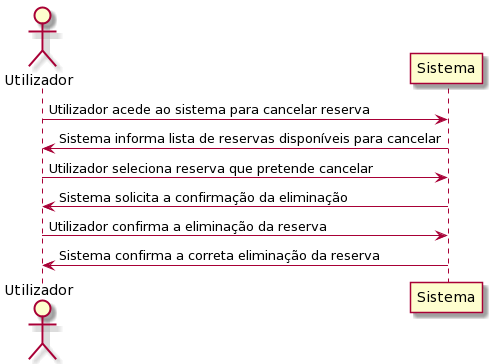 Utilizador
Sistema
Utilizador acede ao sistema para cancelar reserva
Sistema informa lista de reservas disponíveis para cancelar
Utilizador seleciona reserva que pretende cancelar
Sistema solicita a confirmação da eliminação
Utilizador confirma a eliminação da reserva
Sistema confirma a correta eliminação da reserva
Utilizador
Sistema